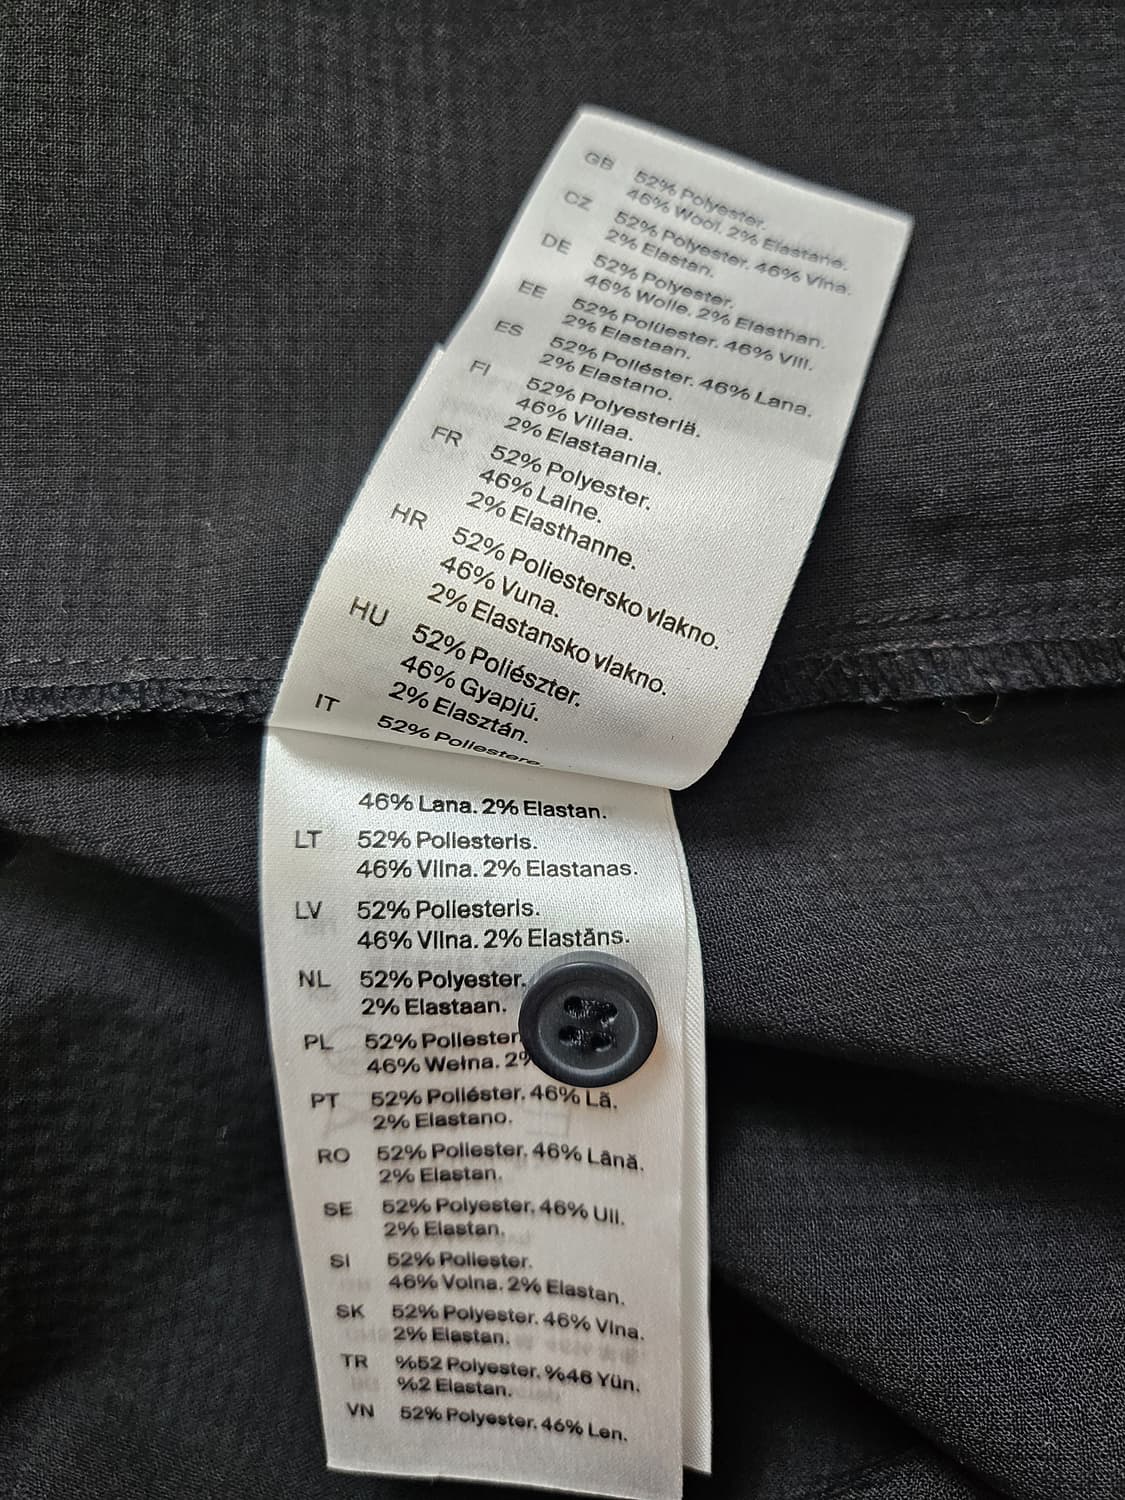 GB 52% Polyester.
46% Wool. 2% Elastane.
CZ 52% Polyester. 46% Vlna.
2% Elastan.
DE 52% Polyester.
46% Wolle. 2% Elasthan.
EE 52% Polüester. 46% Vill.
2% Elastaan.
ES 52% Poliéster. 46% Lana.
2% Elastano.
FI 52% Polyesteriä.
46% Villaa.
2% Elastaania.
FR 52% Polyester.
46% Laine.
2% Elasthanne.
HR 52% Poliestersko vlakno.
46% Vuna.
2% Elastansko vlakno.
HU 52% Poliészter.
46% Gyapjú.
2% Elasztán.
IT 52% Poliestere.
46% Lana. 2% Elastan.
LT 52% Poliesteris.
46% Vilna. 2% Elastanas.
LV 52% Poliesteris.
46% Vilna. 2% Elastāns.
NL 52% Polyester.
2% Elastaan.
PL 52% Poliester
46% Wełna. 2%
PT 52% Poliéster. 46% Lã.
2% Elastano.
RO 52% Poliester. 46% Lână.
2% Elastan.
SE 52% Polyester. 46% Ull.
2% Elastan.
SI 52% Poliester.
46% Volna. 2% Elastan.
SK 52% Polyester. 46% Vlna.
2% Elastan.
TR %52 Polyester. %46 Yün.
%2 Elastan.
VN 52% Polyester. 46% Len.